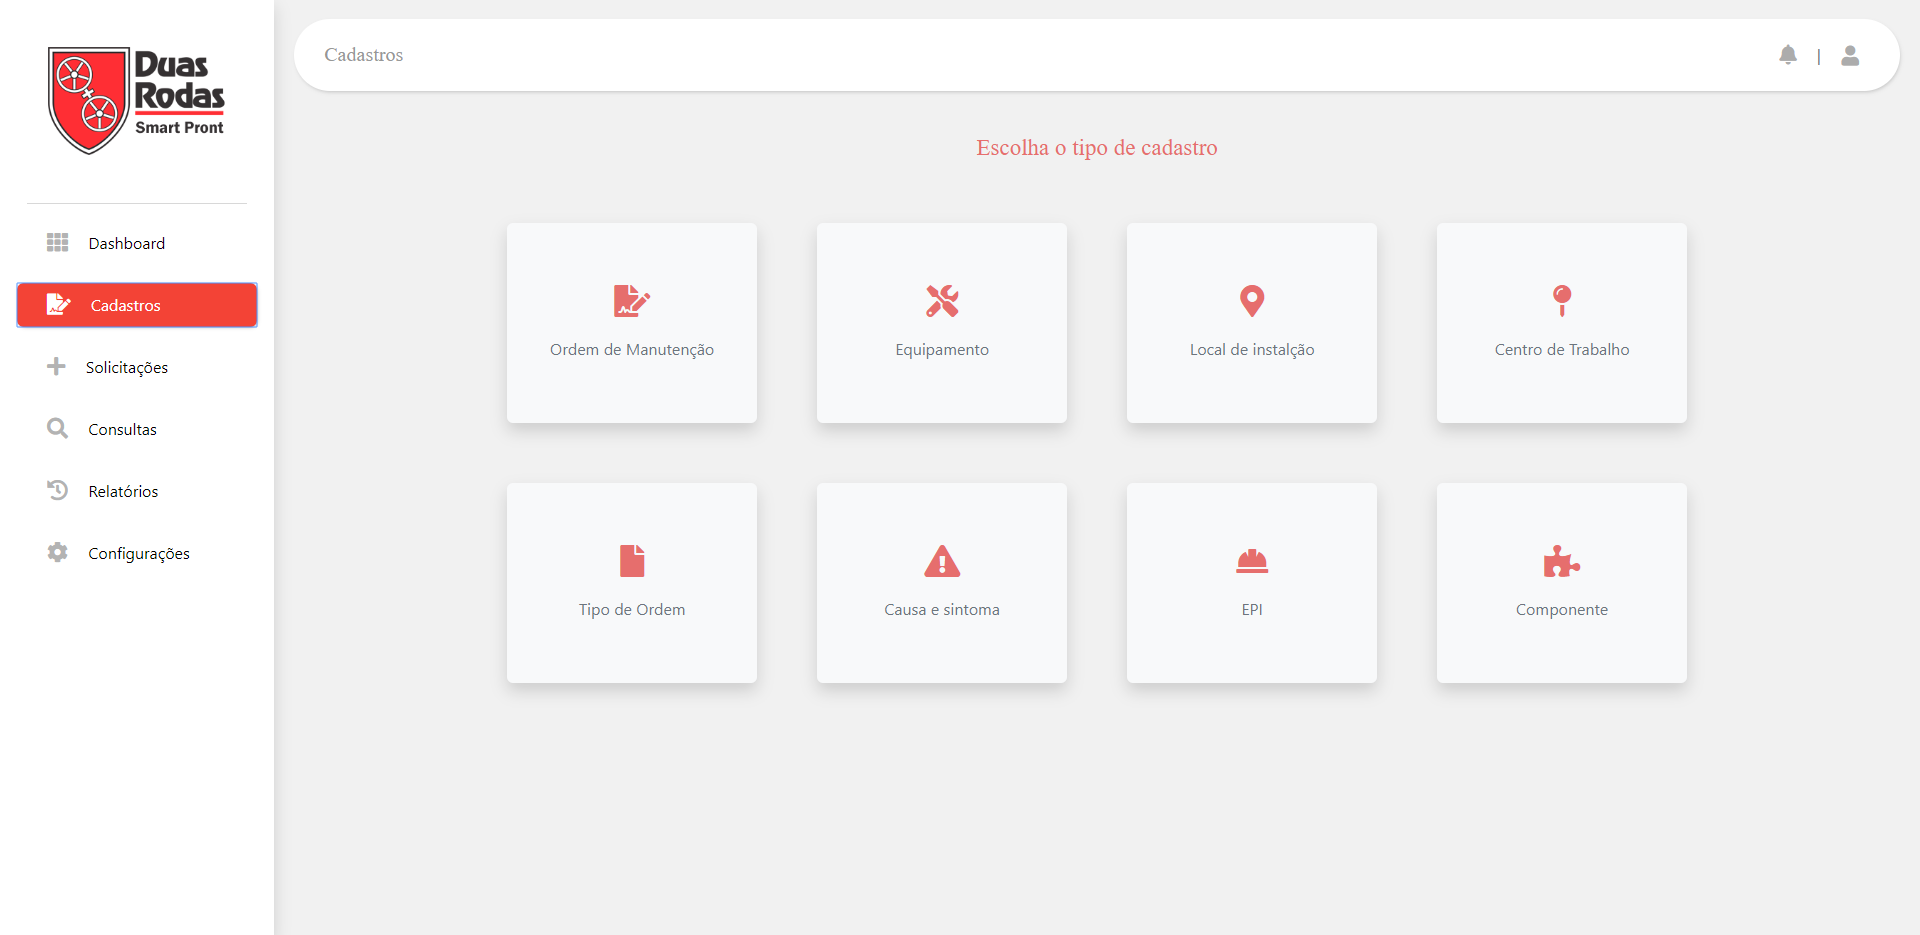 Duas
Rodas
Smart Pront
Dashboard
Cadastros
Solicitações
Consultas
Relatórios
Configurações
Cadastros
|
Escolha o tipo de cadastro
Ordem de Manutenção
Equipamento
Local de instalção
Centro de Trabalho
Tipo de Ordem
Causa e sintoma
EPI
Componente